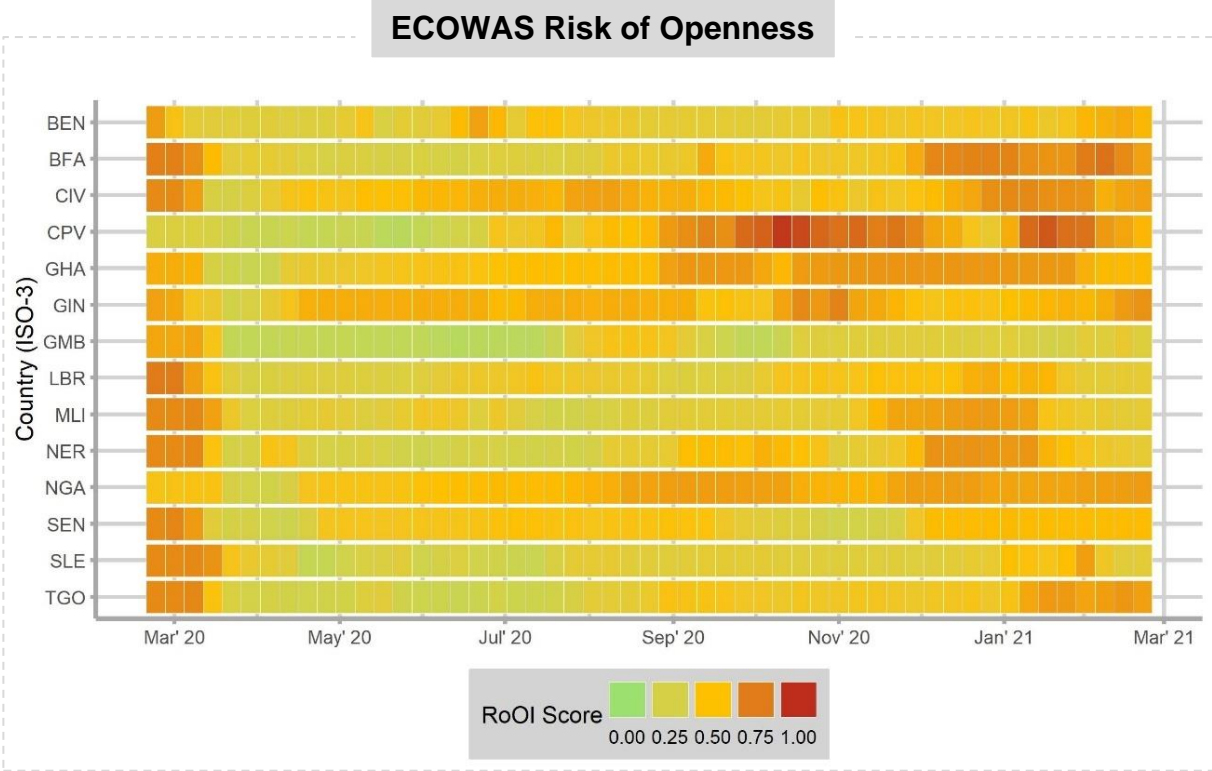 ECOWAS Risk of Openness
Country (ISO-3)
BEN
BFA
CIV
CPV
GHA
GIN
GMB
LBR
MLI
NER
NGA
SEN
SLE
TGO
Mar' 20 May' 20 Jul' 20 Sep' 20 Nov' 20 Jan' 21 Mar' 21
RoOI Score
0.00 0.25 0.50 0.75 1.00